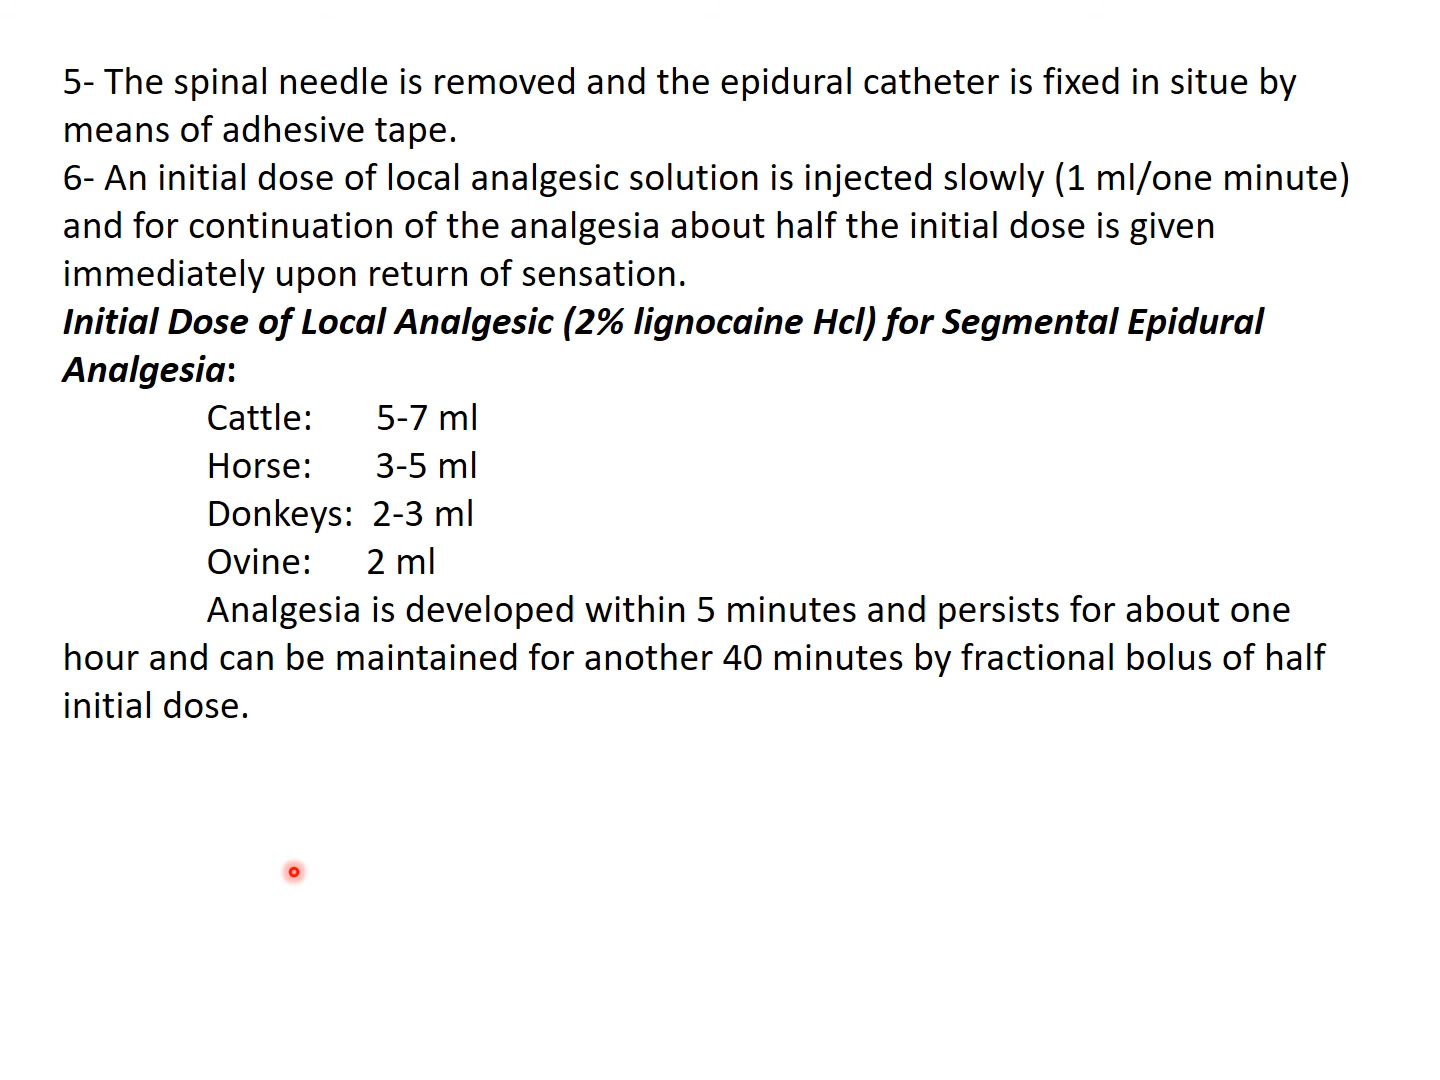 5- The spinal needle is removed and the epidural catheter is fixed in situe by
means of adhesive tape.
6- An initial dose of local analgesic solution is injected slowly (1 ml/one minute)
and for continuation of the analgesia about half the initial dose is given
immediately upon return of sensation.
Initial Dose of Local Analgesic (2% lignocaine Hcl) for Segmental Epidural
Analgesia:
Cattle: 5-7 ml
Horse: 3-5 ml
Donkeys: 2-3 ml
Ovine: 2 ml
Analgesia is developed within 5 minutes and persists for about one
hour and can be maintained for another 40 minutes by fractional bolus of half
initial dose.